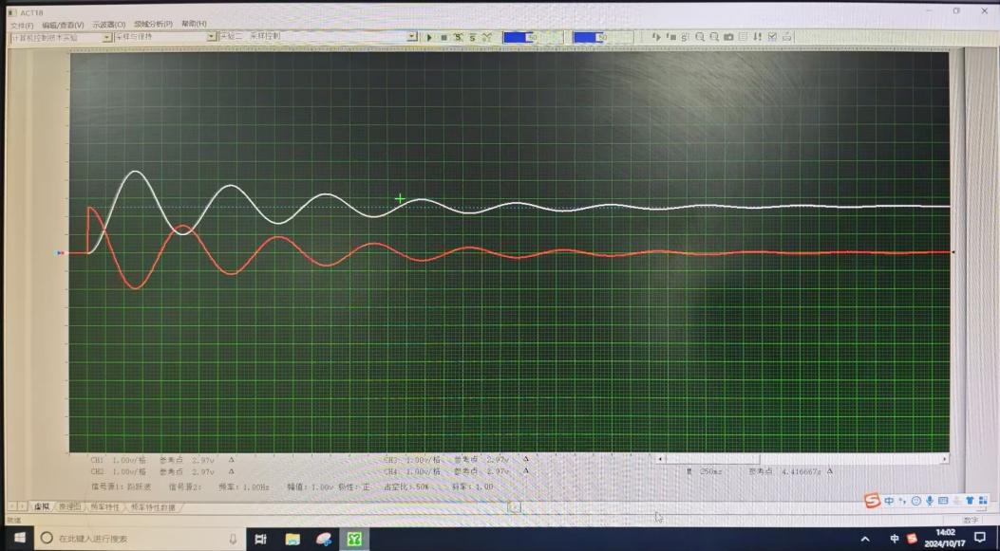 ACT18
文件(F) 编辑/查看(V) 示波器(O) 频域分析(P) 帮助(H)
计算机控制技术实验 采样与保持 实验二 采样控制 50 50
CH1 1.00v/格 参考点 2.97v Δ CH3 1.00v/格 参考点 2.97v Δ
CH2 1.00v/格 参考点 2.97v Δ CH4 1.00v/格 参考点 2.97v Δ 250ms 参考点 4.416667s Δ
信号源1: 阶跃波 信号源2: 频率: 1.00Hz 幅值: 1.00v 极性: 正 占空比: 50% 斜率: 1.00
虚拟 原理图 频率特性 频率特性数据
就绪 数字
中
在此键入进行搜索
中
14:02
2024/10/17